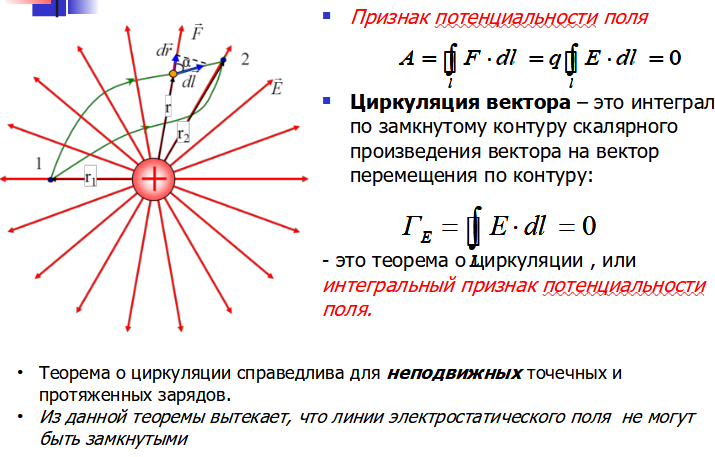 Признак потенциальности поля
A = ∮ F · dl = q ∮ E · dl = 0
l l
Циркуляция вектора – это интеграл
по замкнутому контуру скалярного
произведения вектора на вектор
перемещения по контуру:
Г_E = ∮ E · dl = 0
L
- это теорема о циркуляции , или
интегральный признак потенциальности
поля.
F
dr
α
dl
2
E
r
r₂
1
r₁
+
• Теорема о циркуляции справедлива для неподвижных точечных и
протяженных зарядов.
• Из данной теоремы вытекает, что линии электростатического поля не могут
быть замкнутыми